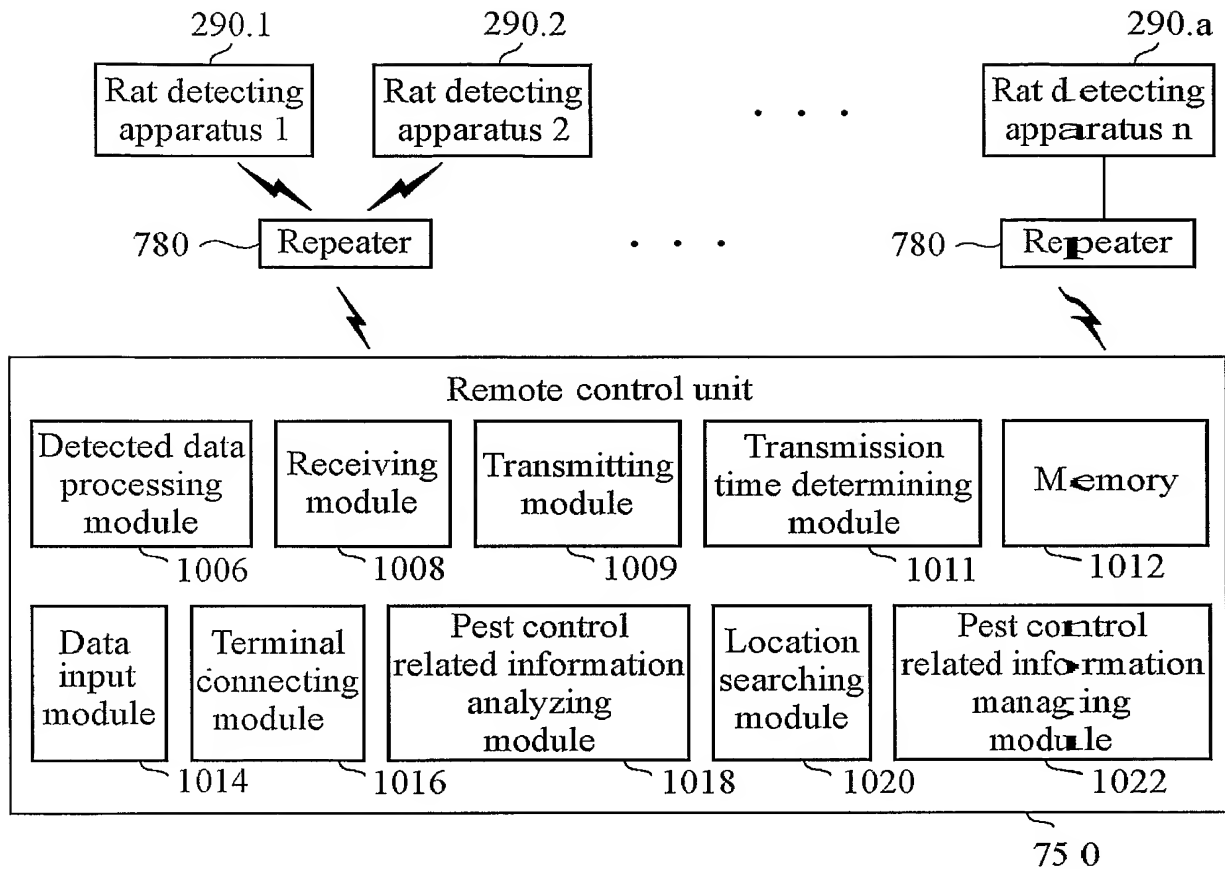 290.1
290.2
290.a
Rat detecting
apparatus 1
Rat detecting
apparatus 2
. . .
Rat detecting
apparatus n
780
Repeater
. . .
780
Repeater
Remote control unit
Detected data
processing
module
1006
Receiving
module
1008
Transmitting
module
1009
Transmission
time determining
module
1011
Memory
1012
Data
input
module
1014
Terminal
connecting
module
1016
Pest control
related information
analyzing
module
1018
Location
searching
module
1020
Pest control
related information
managing
module
1022
75 0